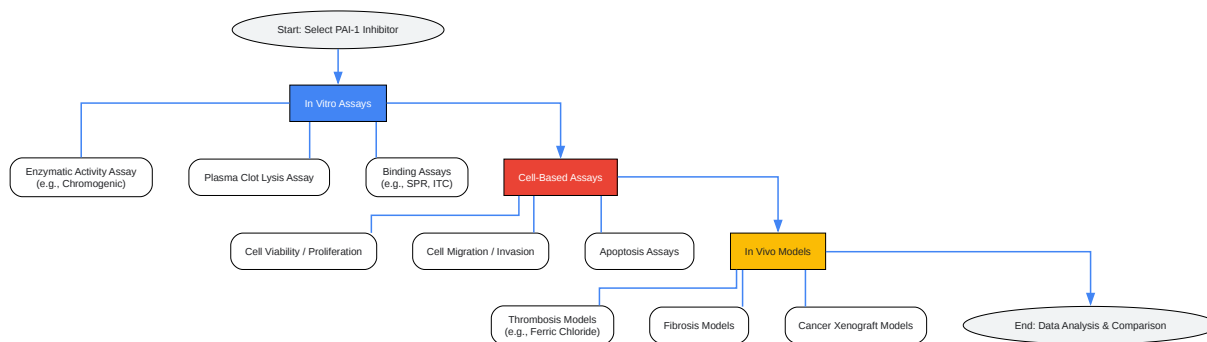 Start: Select PAI-1 Inhibitor
In Vitro Assays
Enzymatic Activity Assay
(e.g., Chromogenic)
Plasma Clot Lysis Assay
Binding Assays
(e.g., SPR, ITC)
Cell-Based Assays
Cell Viability / Proliferation
Cell Migration / Invasion
Apoptosis Assays
In Vivo Models
Thrombosis Models
(e.g., Ferric Chloride)
Fibrosis Models
Cancer Xenograft Models
End: Data Analysis & Comparison